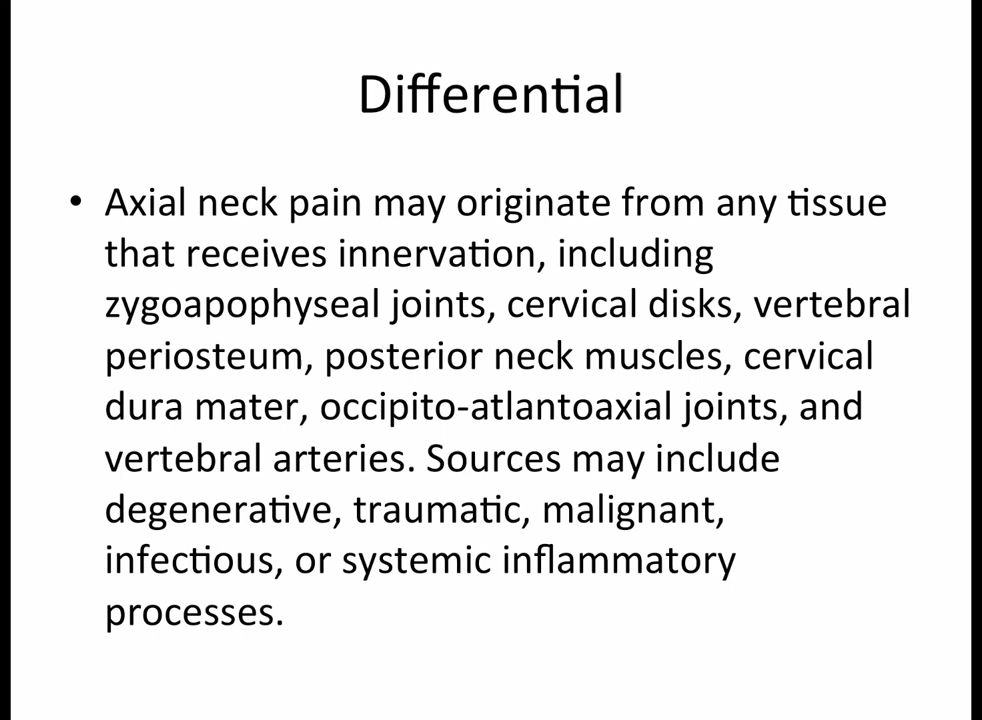 Differential
• Axial neck pain may originate from any tissue
that receives innervation, including
zygoapophyseal joints, cervical disks, vertebral
periosteum, posterior neck muscles, cervical
dura mater, occipito-atlantoaxial joints, and
vertebral arteries. Sources may include
degenerative, traumatic, malignant,
infectious, or systemic inflammatory
processes.